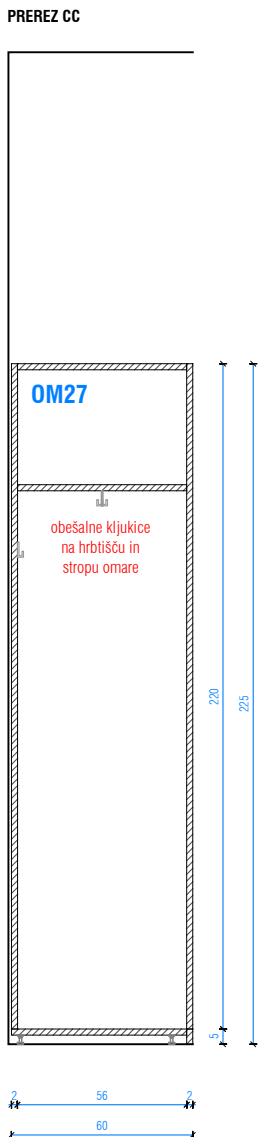 PREREZ CC
OM27
obešalne kljukice
na hrbtišču in
stropu omare
220
225
5
2
56
2
60